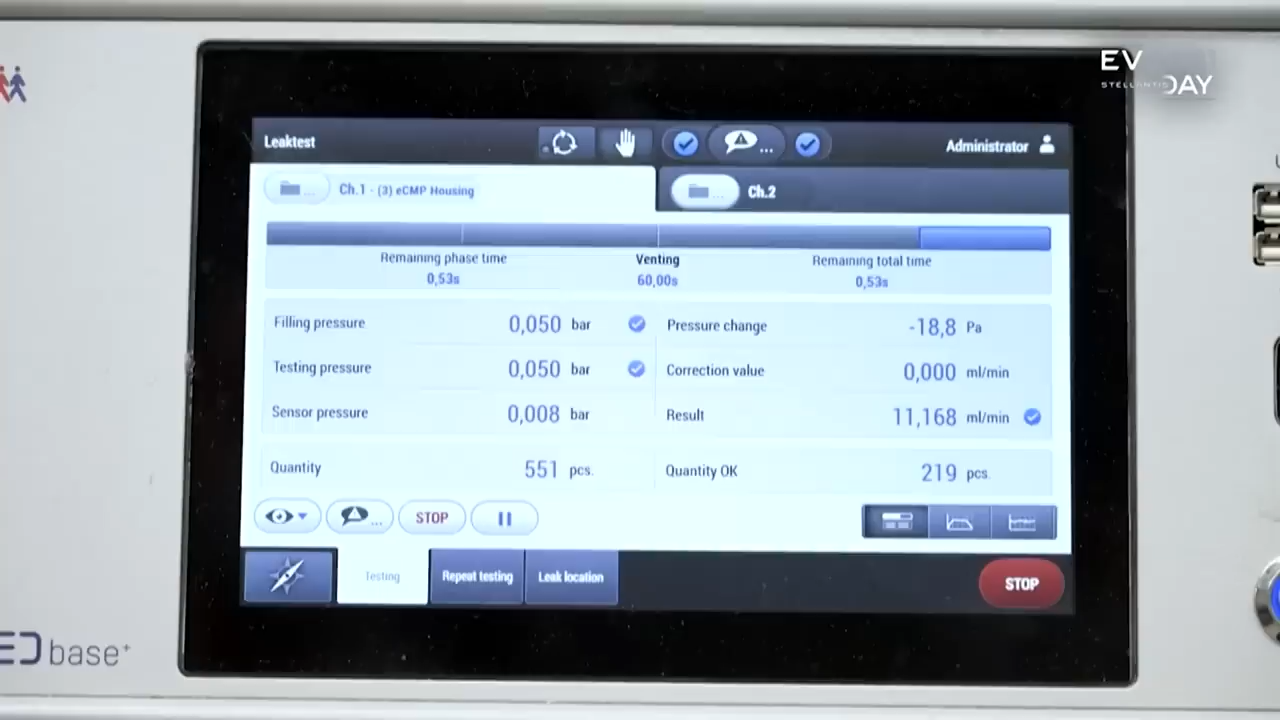 EV
STELLANTIS DAY
Leaktest
...
Administrator
... Ch.1 - (3) eCMP Housing
... Ch.2
Remaining phase time
0,53s
Venting
60,00s
Remaining total time
0,53s
Filling pressure 0,050 bar
Pressure change -18,8 Pa
Testing pressure 0,050 bar
Correction value 0,000 ml/min
Sensor pressure 0,008 bar
Result 11,168 ml/min
Quantity 551 pcs.
Quantity OK 219 pcs.
... STOP
Testing Repeat testing Leak location STOP
base+